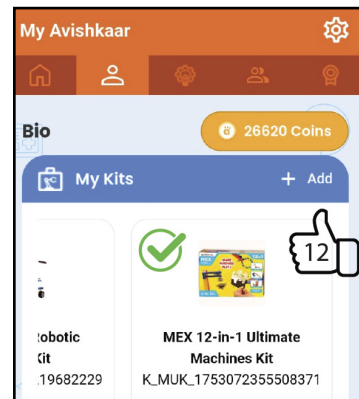 My Avishkaar
Bio
26620 Coins
My Kits
+ Add
12
Robotic
Kit
19682229
MEX 12-in-1 Ultimate
Machines Kit
K_MUK_1753072355508371